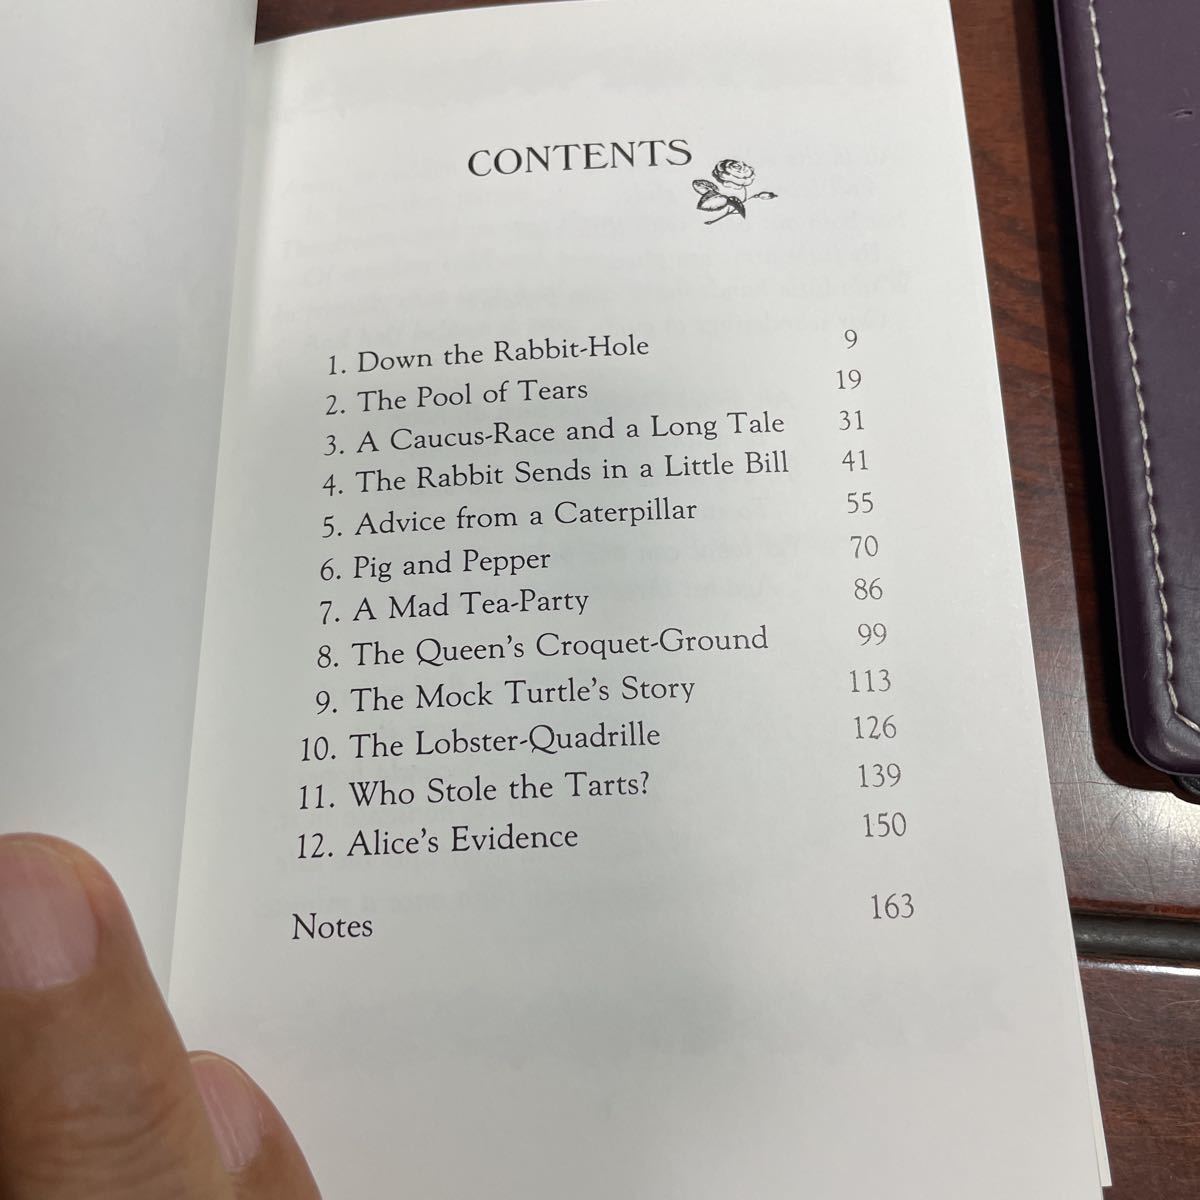 CONTENTS
1. Down the Rabbit-Hole 9
2. The Pool of Tears 19
3. A Caucus-Race and a Long Tale 31
4. The Rabbit Sends in a Little Bill 41
5. Advice from a Caterpillar 55
6. Pig and Pepper 70
7. A Mad Tea-Party 86
8. The Queen's Croquet-Ground 99
9. The Mock Turtle's Story 113
10. The Lobster-Quadrille 126
11. Who Stole the Tarts? 139
12. Alice's Evidence 150
Notes 163